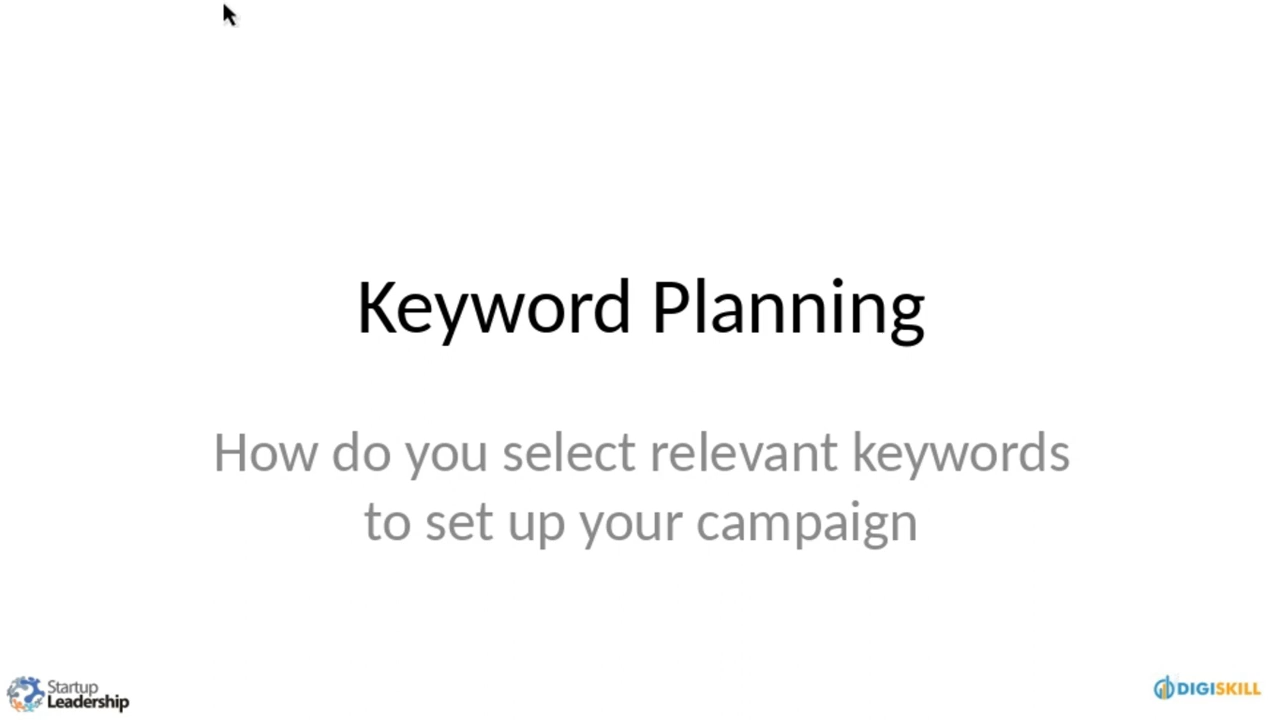 Keyword Planning
How do you select relevant keywords
to set up your campaign
Startup
Leadership
DIGISKILL